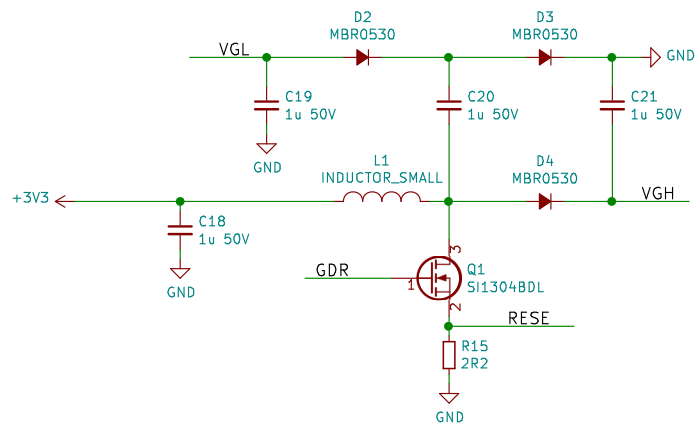 D2
MBR0530
D3
MBR0530
VGL
GND
C19
1u 50V
C20
1u 50V
C21
1u 50V
GND
L1
INDUCTOR_SMALL
D4
MBR0530
+3V3
VGH
C18
1u 50V
GND
3
GDR
1
Q1
SI1304BDL
2
RESE
R15
2R2
GND